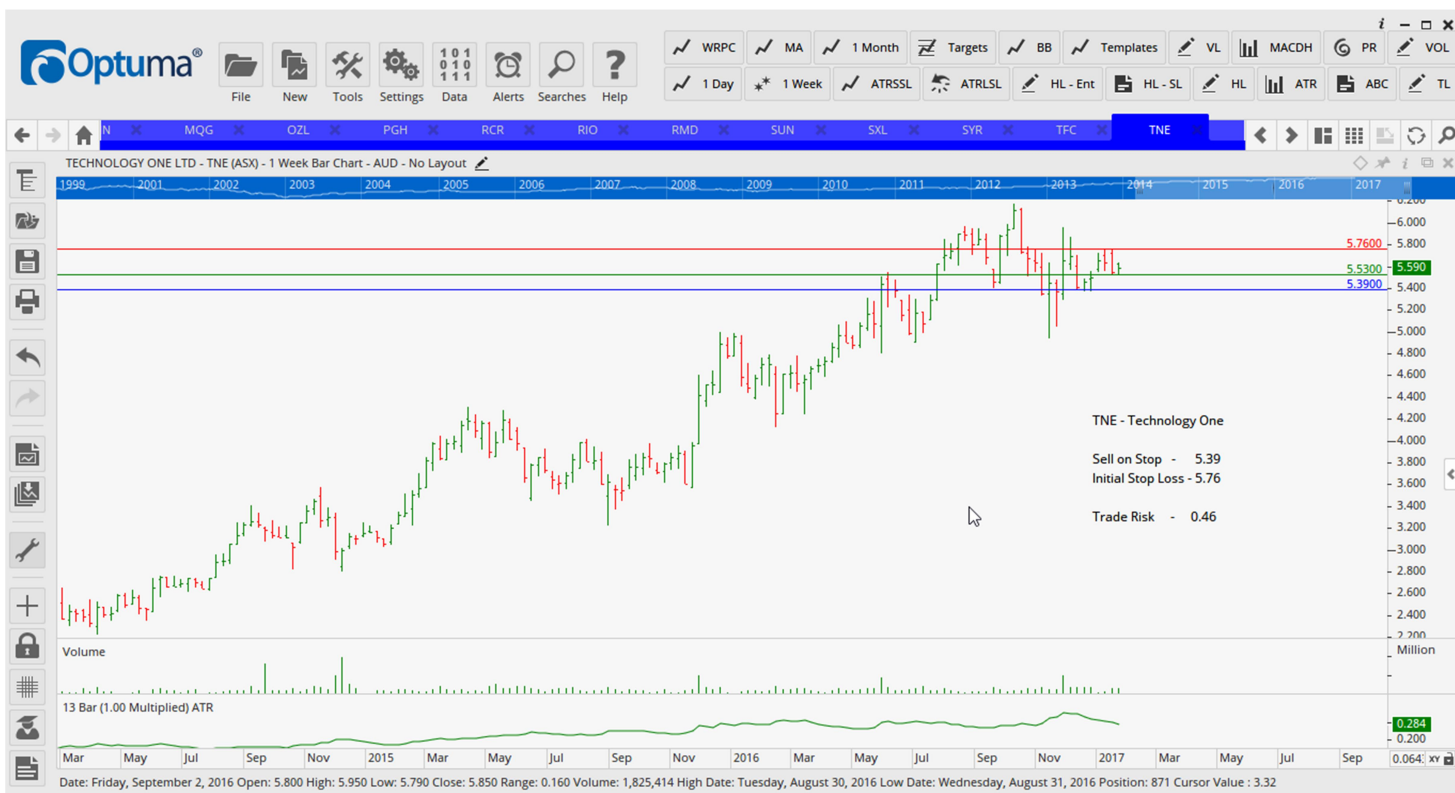 Optuma®
File New Tools Settings Data Alerts Searches Help
101
010
111
WRPC MA 1 Month Targets BB Templates VL MACDH PR VOL
1 Day 1 Week ATRSSL ATRLSL HL - Ent HL - SL HL ATR ABC TL
N MQG OZL PGH RCR RIO RMD SUN SXL SYR TFC TNE
TECHNOLOGY ONE LTD - TNE (ASX) - 1 Week Bar Chart - AUD - No Layout
1999 2001 2002 2003 2004 2005 2006 2007 2008 2009 2010 2011 2012 2013 2014 2015 2016 2017
6.200
6.000
5.7600 5.800
5.5300 5.590
5.3900 5.400
5.200
5.000
4.800
4.600
4.400
TNE - Technology One 4.200
4.000
Sell on Stop - 5.39 3.800
Initial Stop Loss - 5.76 3.600
3.400
Trade Risk - 0.46
3.200
3.000
2.800
2.600
2.400
2.200
Volume Million
13 Bar (1.00 Multiplied) ATR
0.284
0.200
Mar May Jul Sep Nov 2015 Mar May Jul Sep Nov 2016 Mar May Jul Sep Nov 2017 Mar May Jul Sep 0.064 XY
Date: Friday, September 2, 2016 Open: 5.800 High: 5.950 Low: 5.790 Close: 5.850 Range: 0.160 Volume: 1,825,414 High Date: Tuesday, August 30, 2016 Low Date: Wednesday, August 31, 2016 Position: 871 Cursor Value : 3.32